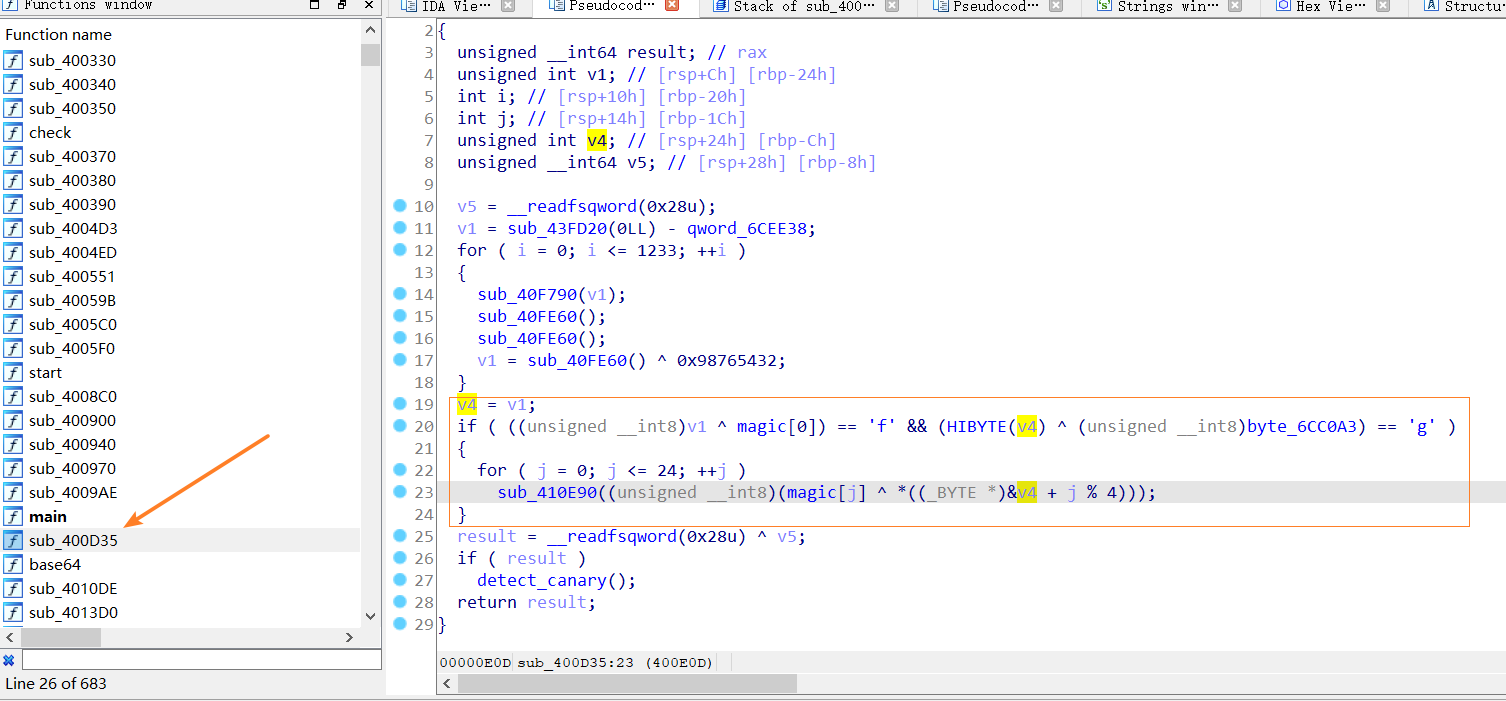 Functions window
IDA Vie… Pseudocod… Stack of sub_400… Pseudocod… Strings win… Hex Vie… Structu
Function name
sub_400330
sub_400340
sub_400350
check
sub_400370
sub_400380
sub_400390
sub_4004D3
sub_4004ED
sub_400551
sub_40059B
sub_4005C0
sub_4005F0
start
sub_4008C0
sub_400900
sub_400940
sub_400970
sub_4009AE
main
sub_400D35
base64
sub_4010DE
sub_4013D0
Line 26 of 683
2 {
3 unsigned __int64 result; // rax
4 unsigned int v1; // [rsp+Ch] [rbp-24h]
5 int i; // [rsp+10h] [rbp-20h]
6 int j; // [rsp+14h] [rbp-1Ch]
7 unsigned int v4; // [rsp+24h] [rbp-Ch]
8 unsigned __int64 v5; // [rsp+28h] [rbp-8h]
9
10 v5 = __readfsqword(0x28u);
11 v1 = sub_43FD20(0LL) - qword_6CEE38;
12 for ( i = 0; i <= 1233; ++i )
13 {
14 sub_40F790(v1);
15 sub_40FE60();
16 sub_40FE60();
17 v1 = sub_40FE60() ^ 0x98765432;
18 }
19 v4 = v1;
20 if ( ((unsigned __int8)v1 ^ magic[0]) == 'f' && (HIBYTE(v4) ^ (unsigned __int8)byte_6CC0A3) == 'g' )
21 {
22 for ( j = 0; j <= 24; ++j )
23 sub_410E90((unsigned __int8)(magic[j] ^ *((_BYTE *)&v4 + j % 4)));
24 }
25 result = __readfsqword(0x28u) ^ v5;
26 if ( result )
27 detect_canary();
28 return result;
29 }
00000E0D sub_400D35:23 (400E0D)